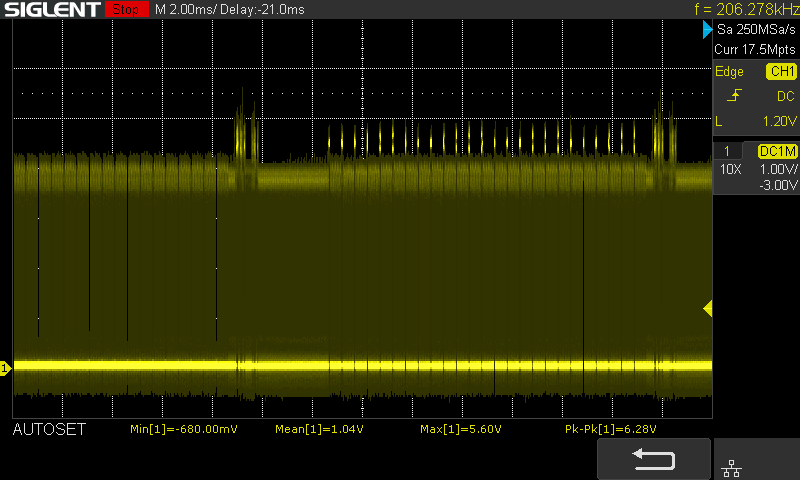 SIGLENT Stop M 2.00ms/ Delay:-21.0ms f = 206.278kHz
Sa 250MSa/s
Curr 17.5Mpts
Edge CH1
DC
L 1.20V
1 DC1M
10X 1.00V/
-3.00V
1
AUTOSET Min[1]=-680.00mV Mean[1]=1.04V Max[1]=5.60V Pk-Pk[1]=6.28V